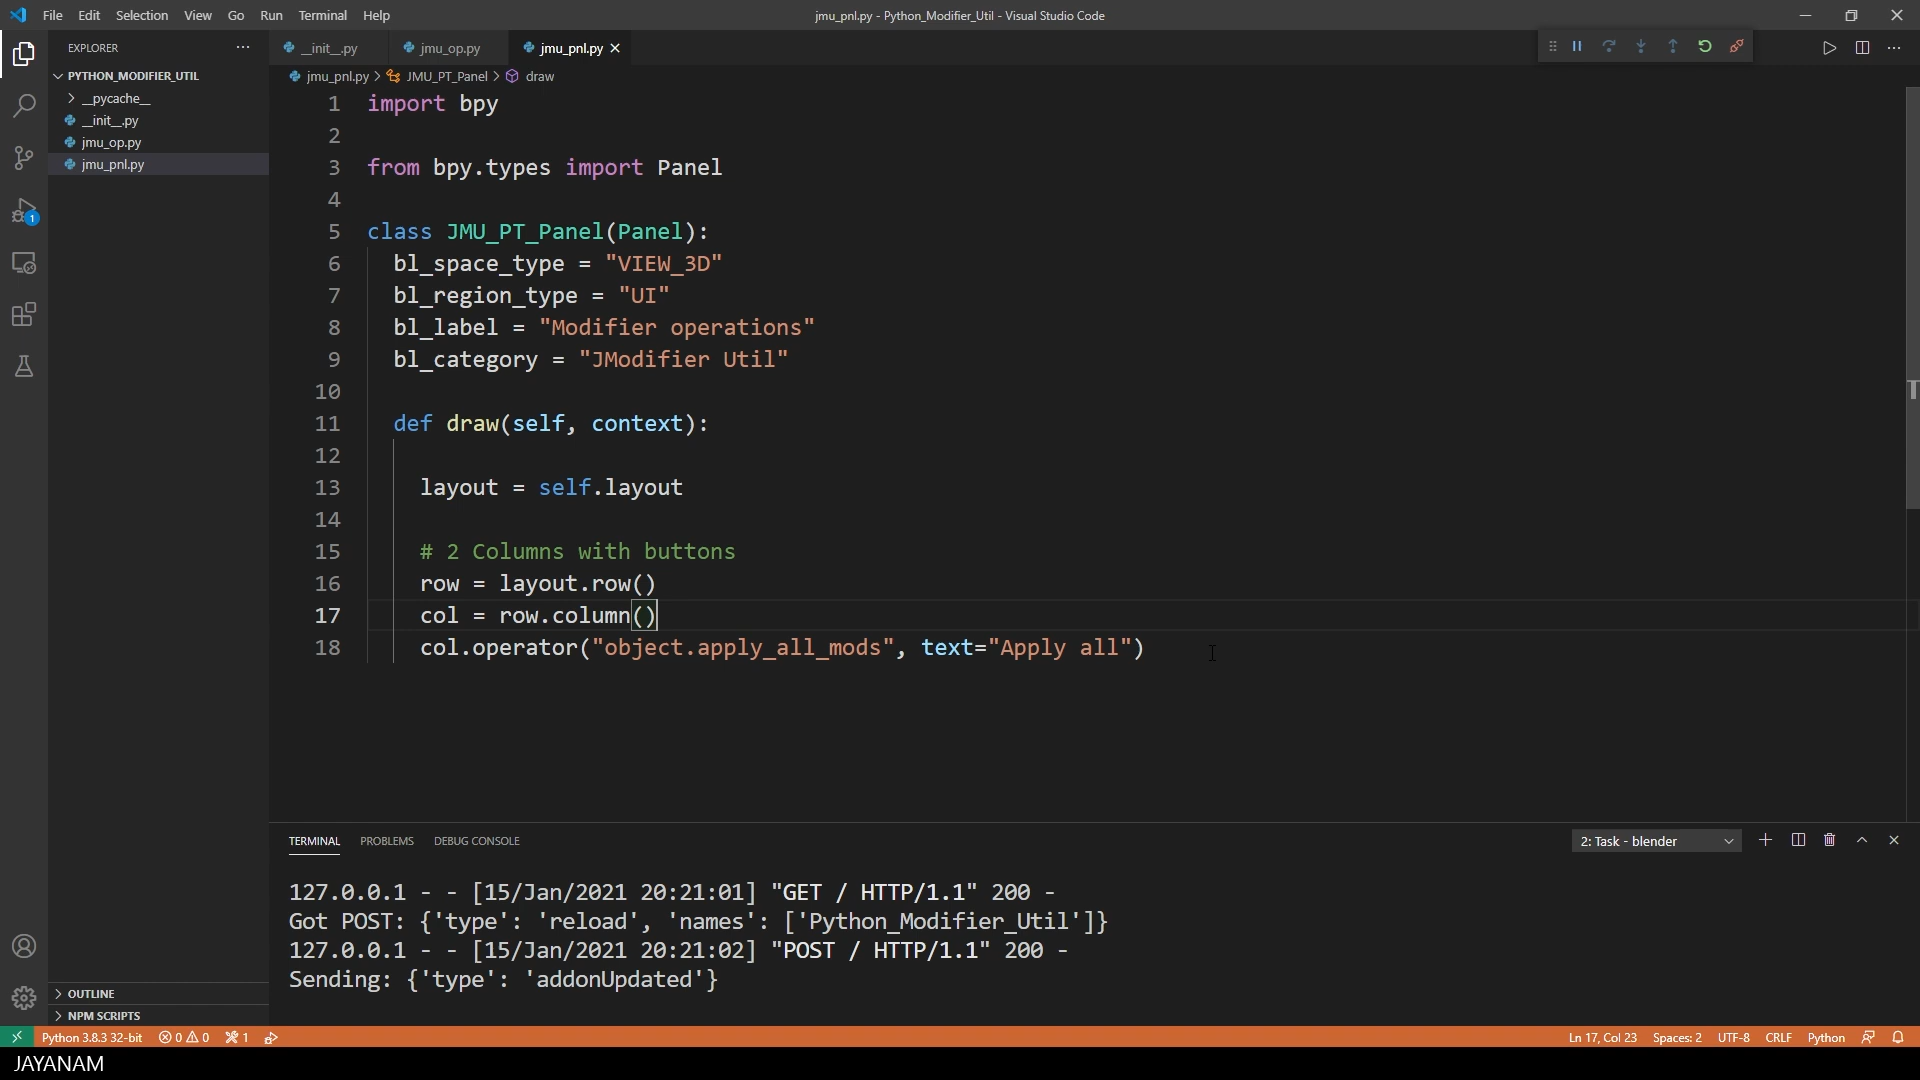 File Edit Selection View Go Run Terminal Help
jmu_pnl.py - Python_Modifier_Util - Visual Studio Code
EXPLORER
PYTHON_MODIFIER_UTIL
__pycache__
__init__.py
jmu_op.py
jmu_pnl.py
OUTLINE
NPM SCRIPTS
__init__.py jmu_op.py jmu_pnl.py
jmu_pnl.py > JMU_PT_Panel > draw
1 import bpy
2
3 from bpy.types import Panel
4
5 class JMU_PT_Panel(Panel):
6 bl_space_type = "VIEW_3D"
7 bl_region_type = "UI"
8 bl_label = "Modifier operations"
9 bl_category = "JModifier Util"
10
11 def draw(self, context):
12
13 layout = self.layout
14
15 # 2 Columns with buttons
16 row = layout.row()
17 col = row.column()
18 col.operator("object.apply_all_mods", text="Apply all")
TERMINAL PROBLEMS DEBUG CONSOLE
2: Task - blender
127.0.0.1 - - [15/Jan/2021 20:21:01] "GET / HTTP/1.1" 200 -
Got POST: {'type': 'reload', 'names': ['Python_Modifier_Util']}
127.0.0.1 - - [15/Jan/2021 20:21:02] "POST / HTTP/1.1" 200 -
Sending: {'type': 'addonUpdated'}
1
Python 3.8.3 32-bit 0 0 1
Ln 17, Col 23 Spaces: 2 UTF-8 CRLF Python
JAYANAM